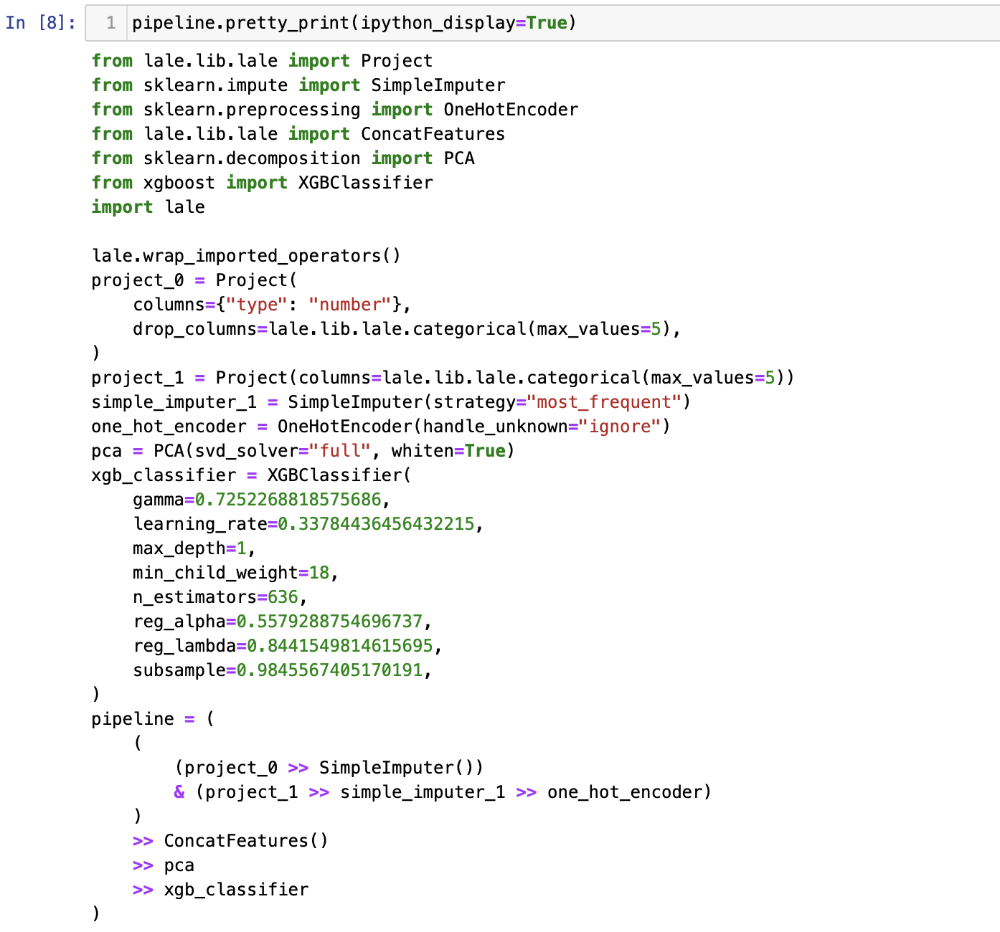 In [8]: 1 pipeline.pretty_print(ipython_display=True)
from lale.lib.lale import Project
from sklearn.impute import SimpleImputer
from sklearn.preprocessing import OneHotEncoder
from lale.lib.lale import ConcatFeatures
from sklearn.decomposition import PCA
from xgboost import XGBClassifier
import lale

lale.wrap_imported_operators()
project_0 = Project(
    columns={"type": "number"},
    drop_columns=lale.lib.lale.categorical(max_values=5),
)
project_1 = Project(columns=lale.lib.lale.categorical(max_values=5))
simple_imputer_1 = SimpleImputer(strategy="most_frequent")
one_hot_encoder = OneHotEncoder(handle_unknown="ignore")
pca = PCA(svd_solver="full", whiten=True)
xgb_classifier = XGBClassifier(
    gamma=0.7252268818575686,
    learning_rate=0.33784436456432215,
    max_depth=1,
    min_child_weight=18,
    n_estimators=636,
    reg_alpha=0.5579288754696737,
    reg_lambda=0.8441549814615695,
    subsample=0.9845567405170191,
)
pipeline = (
    (
        (project_0 >> SimpleImputer())
        & (project_1 >> simple_imputer_1 >> one_hot_encoder)
    )
    >> ConcatFeatures()
    >> pca
    >> xgb_classifier
)